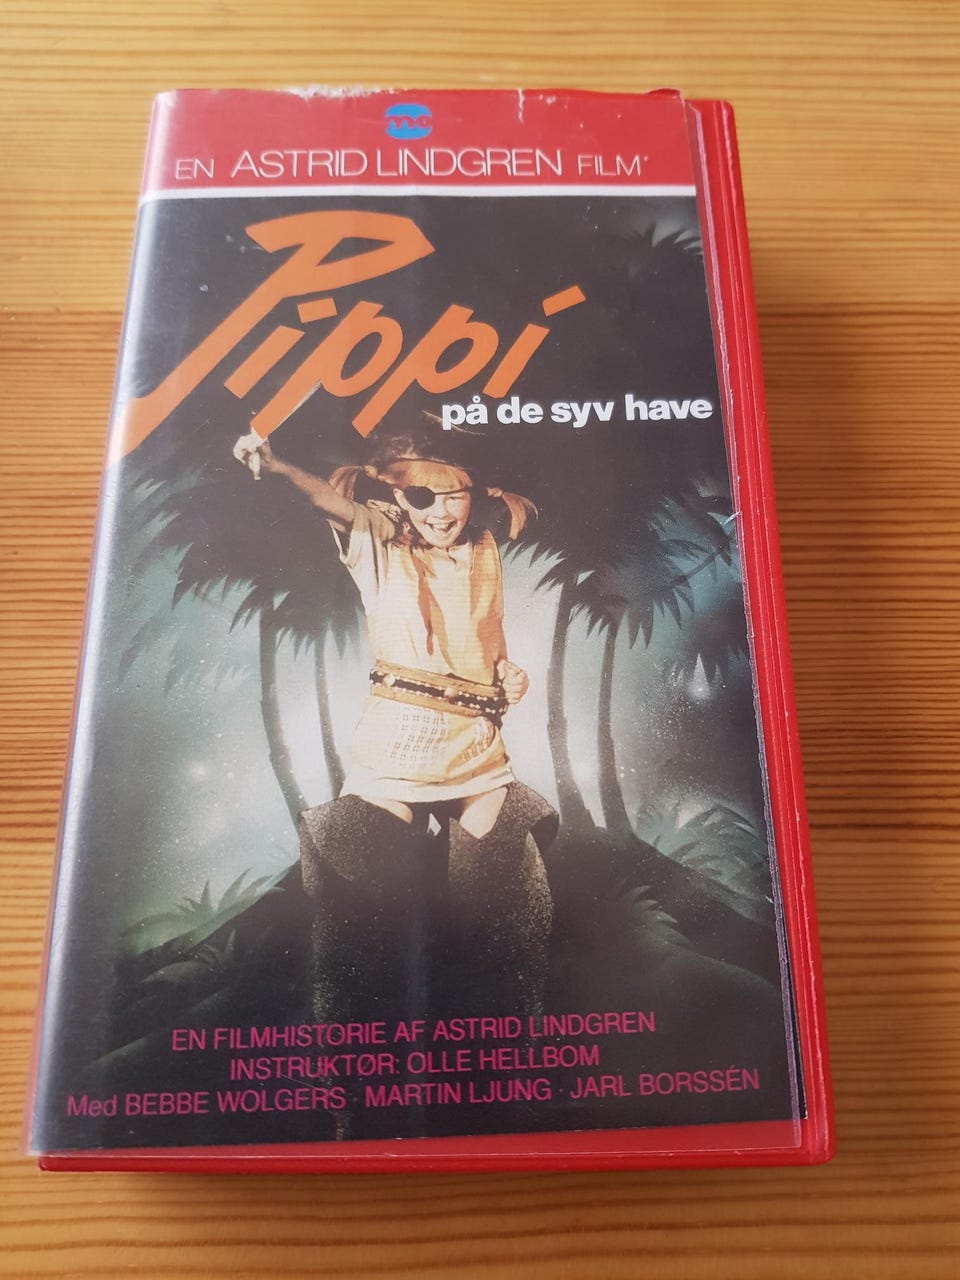 mo
EN ASTRID LINDGREN FILM
Pippi
på de syv have
EN FILMHISTORIE AF ASTRID LINDGREN
INSTRUKTØR: OLLE HELLBOM
Med BEBBE WOLGERS · MARTIN LJUNG · JARL BORSSÉN